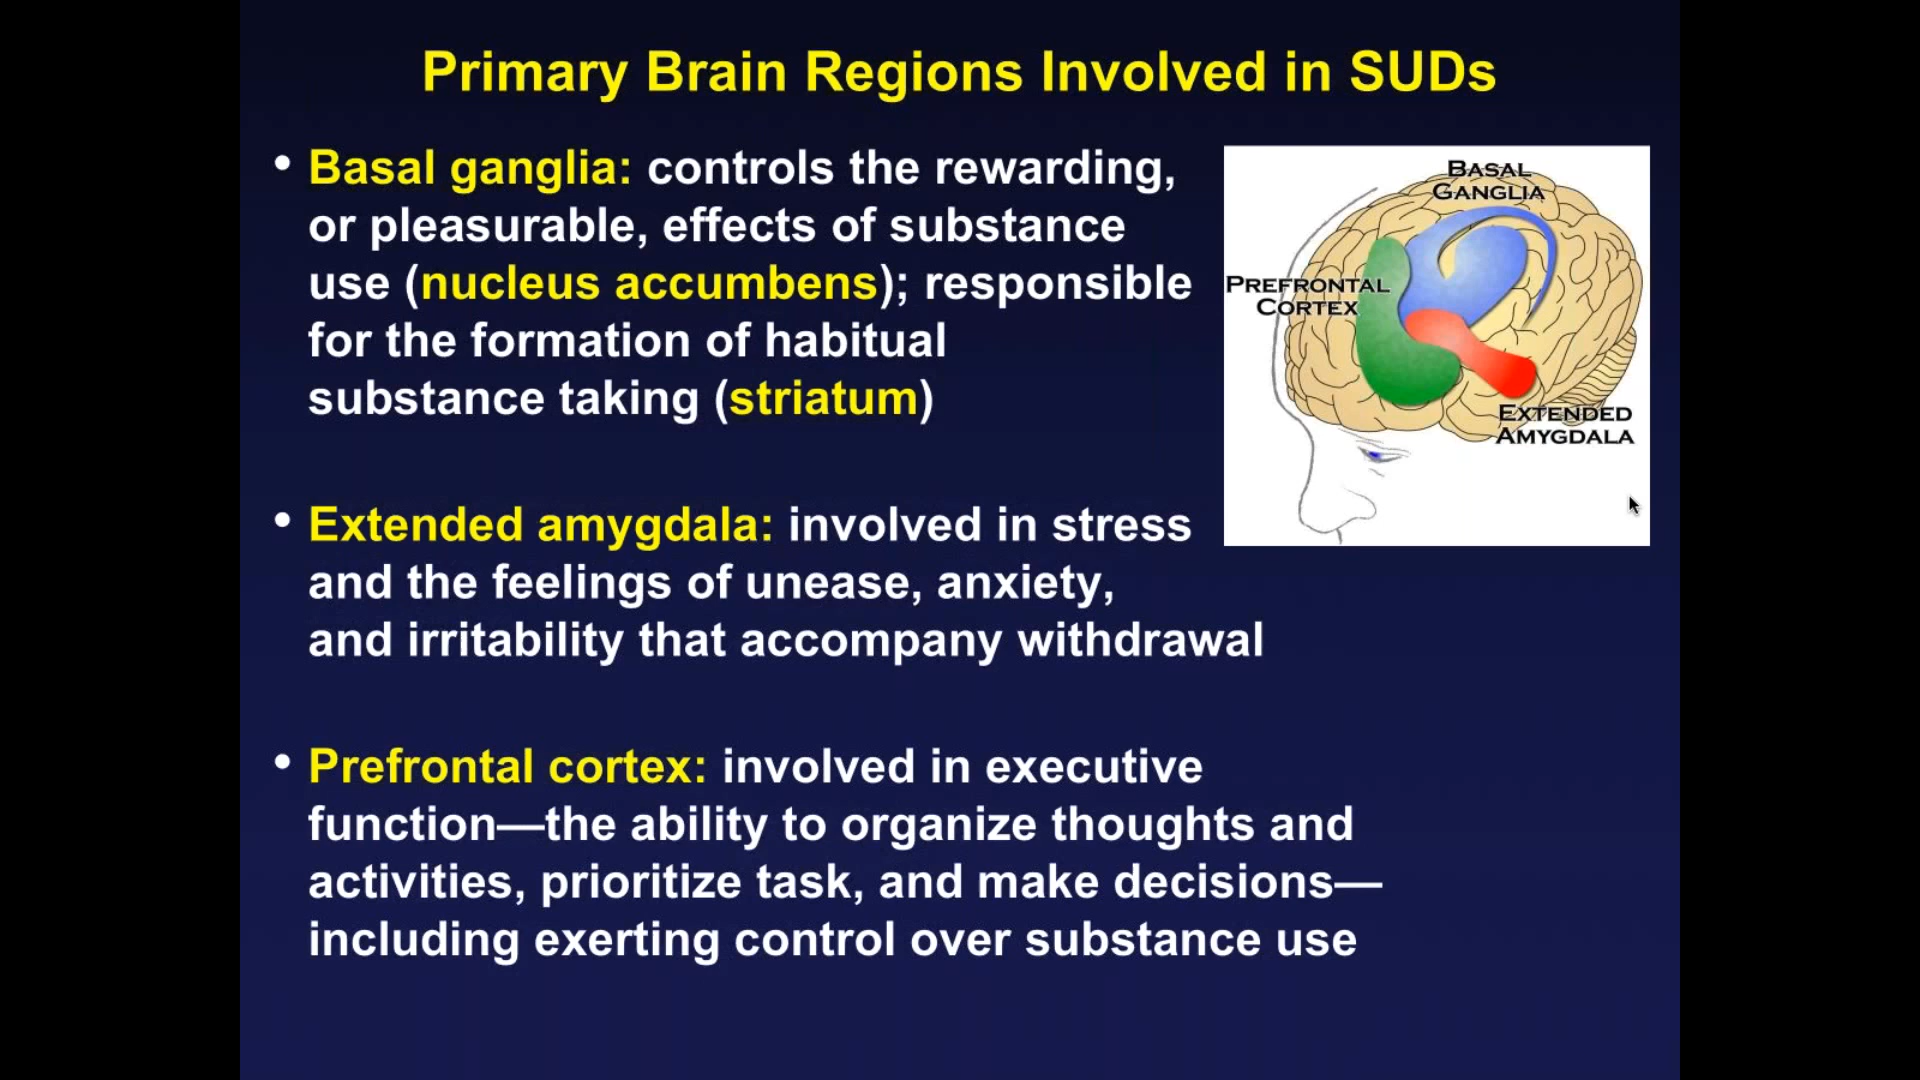 Primary Brain Regions Involved in SUDs
• Basal ganglia: controls the rewarding,
or pleasurable, effects of substance
use (nucleus accumbens); responsible
for the formation of habitual
substance taking (striatum)
• Extended amygdala: involved in stress
and the feelings of unease, anxiety,
and irritability that accompany withdrawal
• Prefrontal cortex: involved in executive
function—the ability to organize thoughts and
activities, prioritize task, and make decisions—
including exerting control over substance use
BASAL
GANGLIA
PREFRONTAL
CORTEX
EXTENDED
AMYGDALA